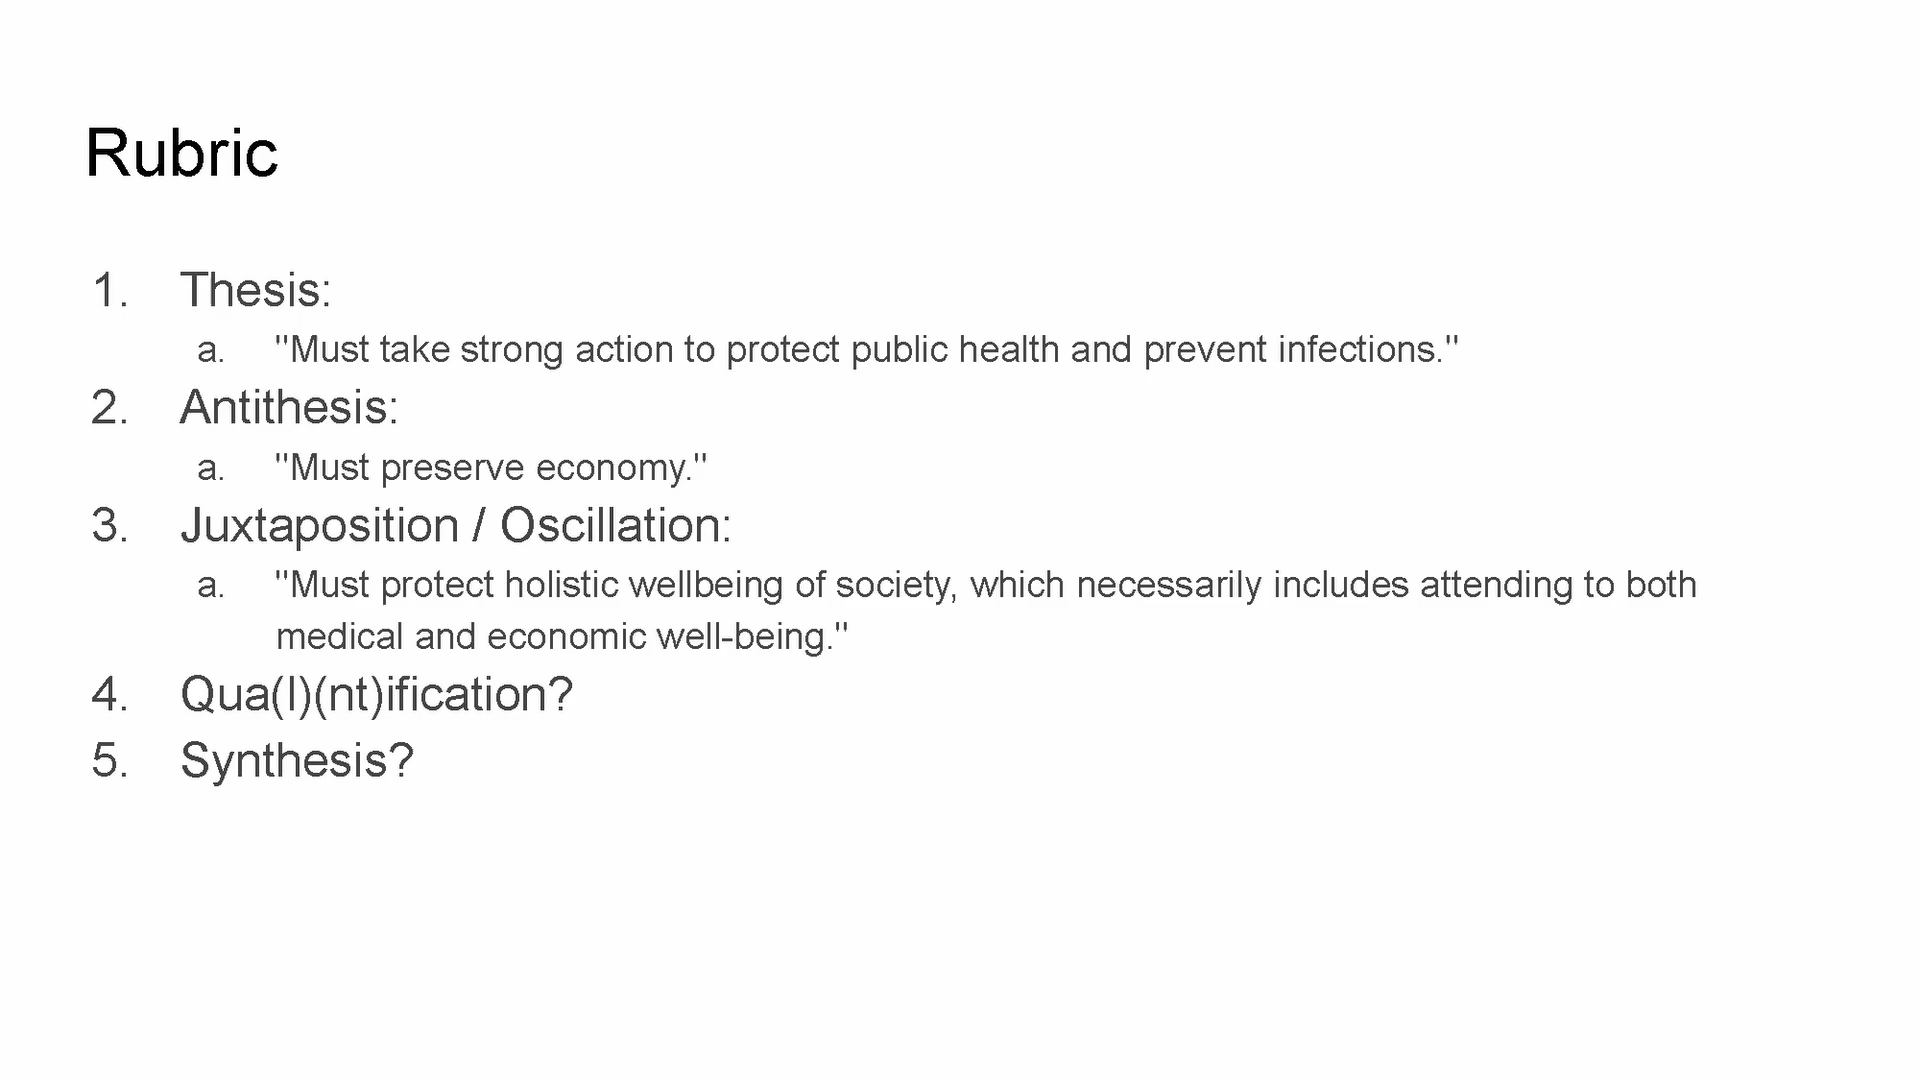 Rubric
1. Thesis:
a. "Must take strong action to protect public health and prevent infections."
2. Antithesis:
a. "Must preserve economy."
3. Juxtaposition / Oscillation:
a. "Must protect holistic wellbeing of society, which necessarily includes attending to both
medical and economic well-being."
4. Qua(l)(nt)ification?
5. Synthesis?